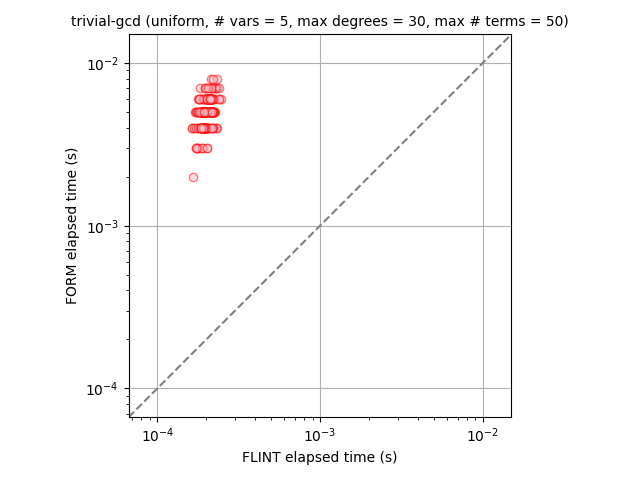 trivial-gcd (uniform, # vars = 5, max degrees = 30, max # terms = 50)
10⁻²
10⁻³
10⁻⁴
FORM elapsed time (s)
10⁻⁴ 10⁻³ 10⁻²
FLINT elapsed time (s)